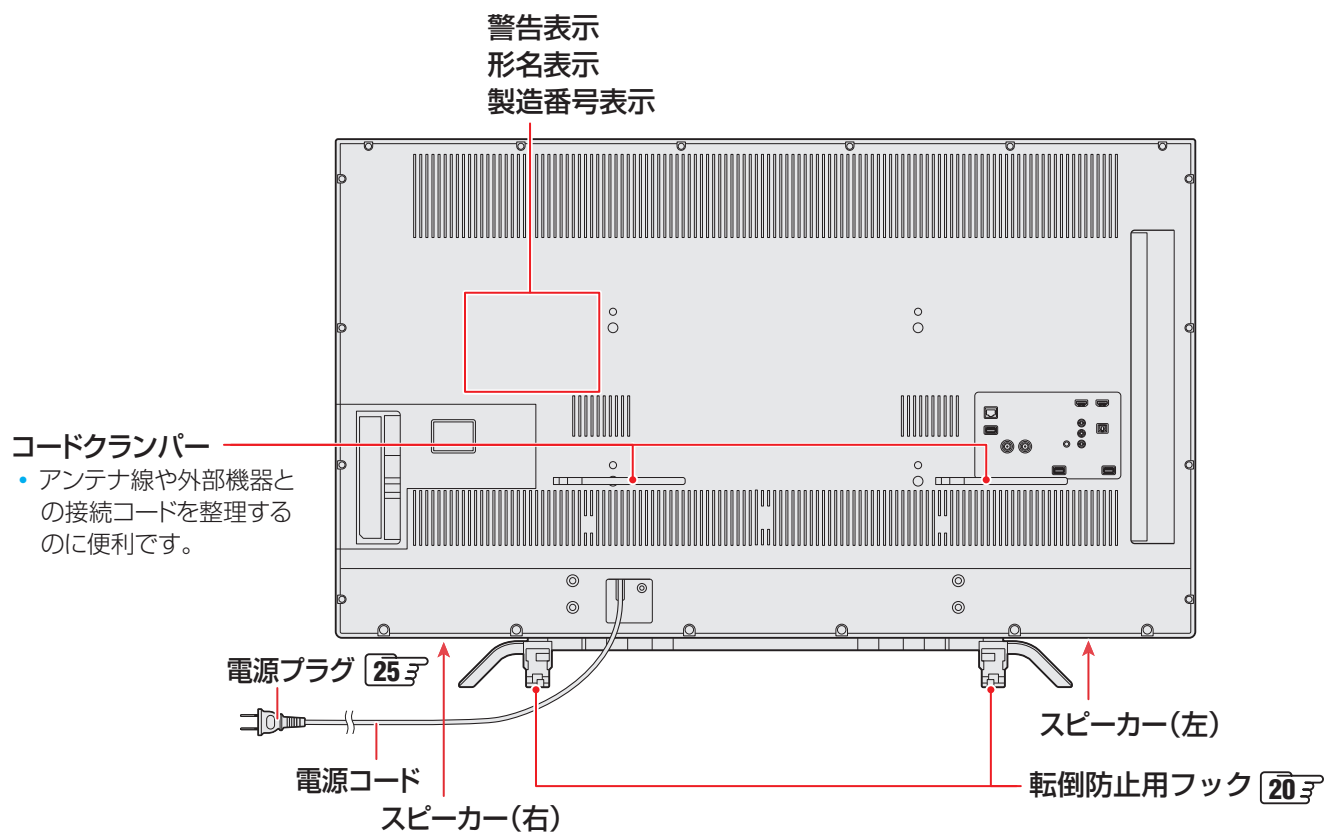 警告表示
形名表示
製造番号表示
コードクランパー
• アンテナ線や外部機器と
の接続コードを整理する
のに便利です。
電源プラグ 25
電源コード
スピーカー（右）
スピーカー（左）
転倒防止用フック 20